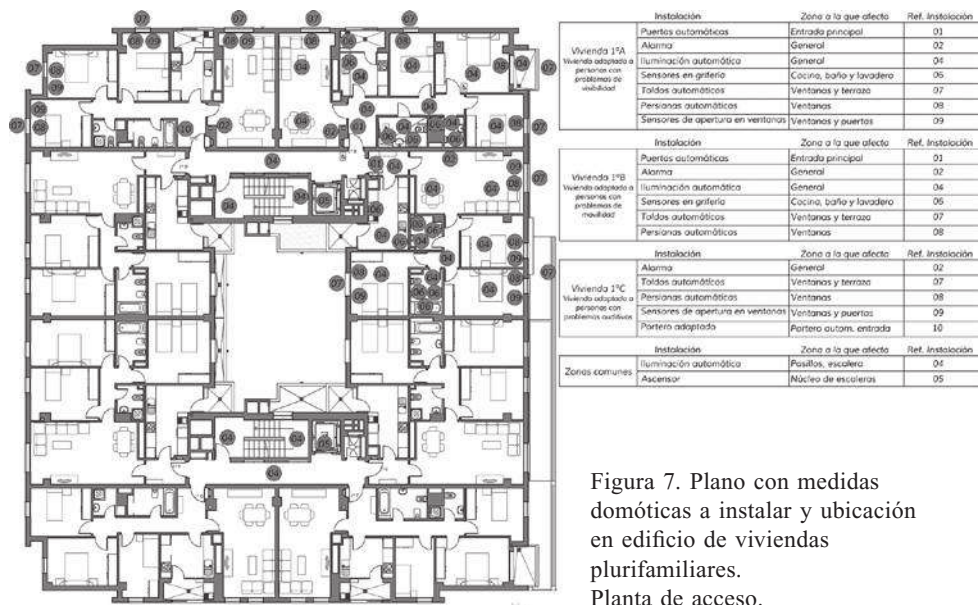 Instalación Zona a la que afecta Ref. Instalación
Vivienda 1ºA
Vivienda adaptada a
personas con
problemas de
visibilidad
Puertas automáticas Entrada principal 01
Alarma General 02
Iluminación automática General 04
Sensores en grifería Cocina, baño y lavadero 06
Toldos automáticos Ventanas y terraza 07
Persianas automáticas Ventanas 08
Sensores de apertura en ventanas Ventanas y puertas 09
Instalación Zona a la que afecta Ref. Instalación
Vivienda 1ºB
Vivienda adaptada a
personas con
problemas de
movilidad
Puertas automáticas Entrada principal 01
Alarma General 02
Iluminación automática General 04
Sensores en grifería Cocina, baño y lavadero 06
Toldos automáticos Ventanas y terraza 07
Persianas automáticas Ventanas 08
Instalación Zona a la que afecta Ref. Instalación
Vivienda 1ºC
Vivienda adaptada a
personas con
problemas auditivos
Alarma General 02
Toldos automáticos Ventanas y terraza 07
Persianas automáticas Ventanas 08
Sensores de apertura en ventanas Ventanas y puertas 09
Portero adaptado Portero autom. entrada 10
Instalación Zona a la que afecta Ref. Instalación
Zonas comunes
Iluminación automática Pasillos, escalera 04
Ascensor Núcleo de escaleras 05
Figura 7. Plano con medidas
domóticas a instalar y ubicación
en edificio de viviendas
plurifamiliares.
Planta de acceso.